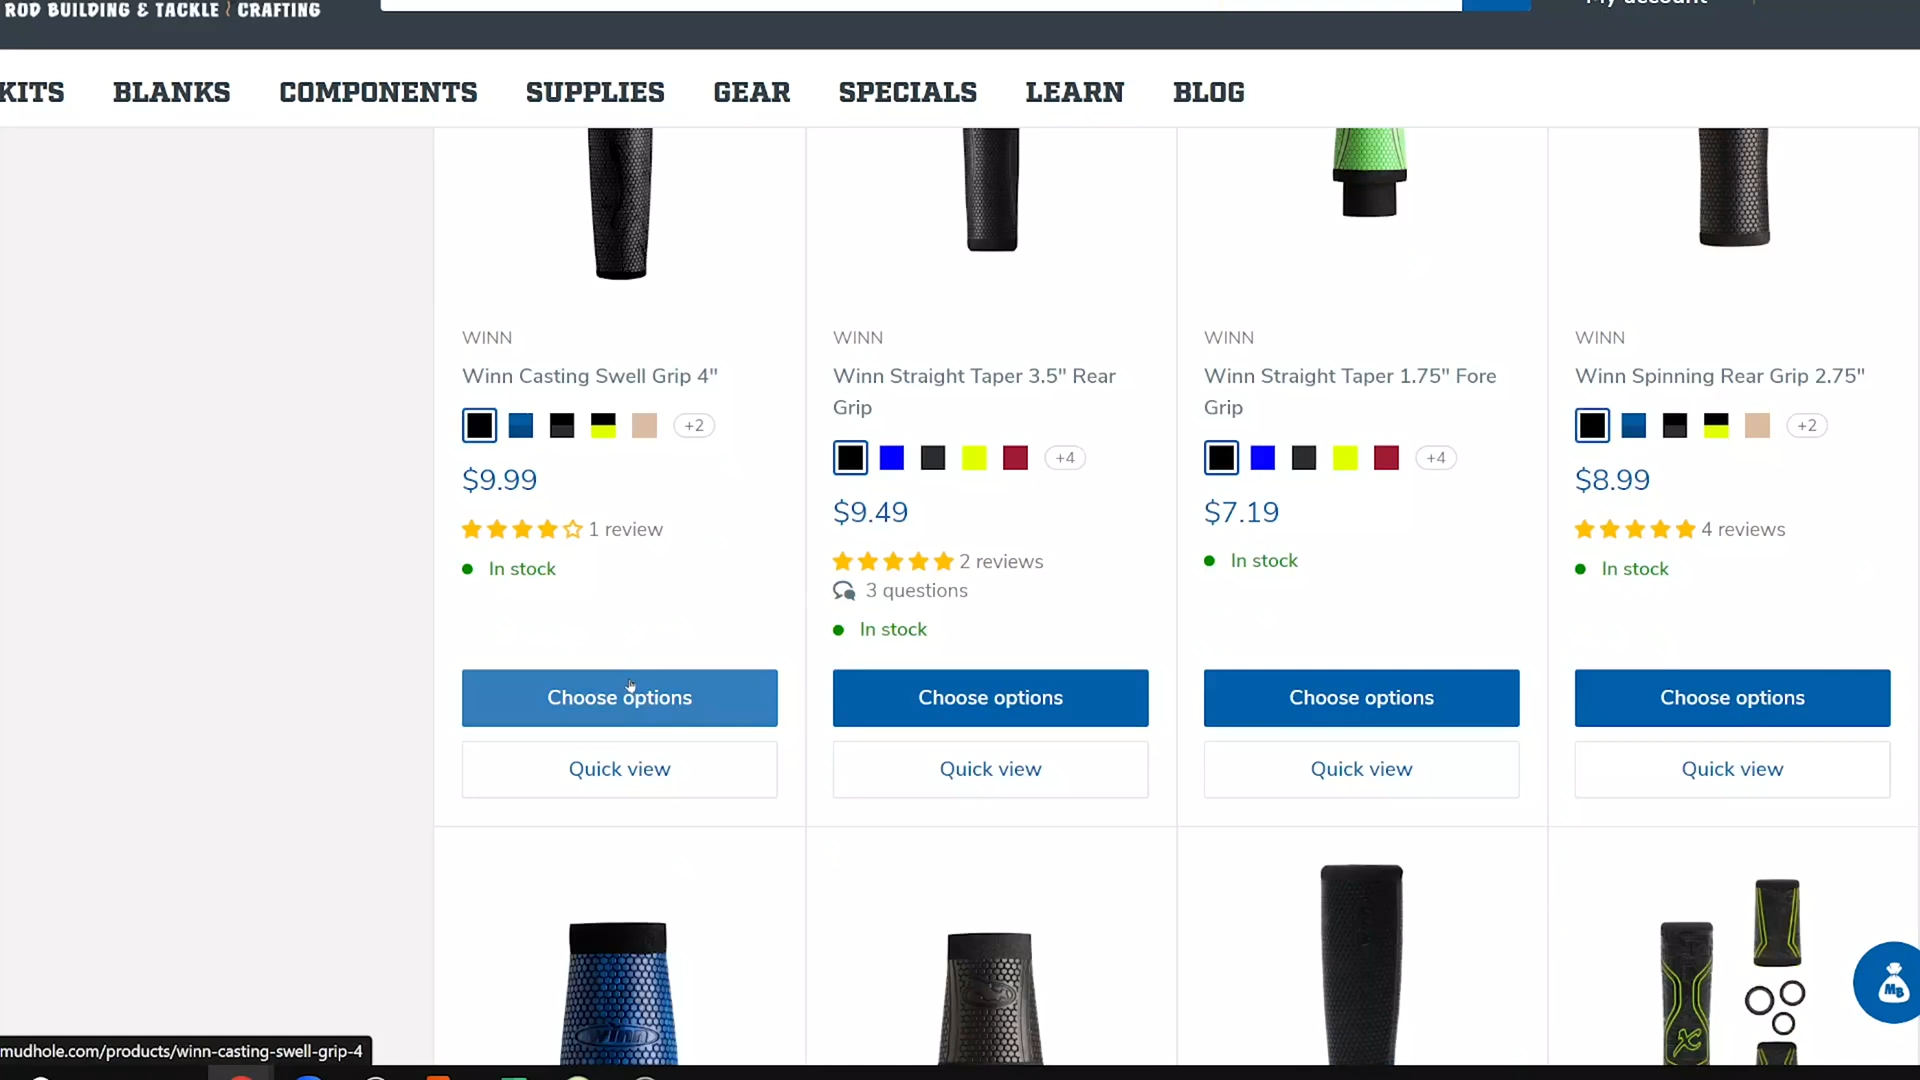 ROD BUILDING & TACKLE CRAFTING
My account
KITS BLANKS COMPONENTS SUPPLIES GEAR SPECIALS LEARN BLOG
WINN
Winn Casting Swell Grip 4"
+2
$9.99
1 review
In stock
Choose options
Quick view
WINN
Winn Straight Taper 3.5" Rear
Grip
+4
$9.49
2 reviews
3 questions
In stock
Choose options
Quick view
WINN
Winn Straight Taper 1.75" Fore
Grip
+4
$7.19
In stock
Choose options
Quick view
WINN
Winn Spinning Rear Grip 2.75"
+2
$8.99
4 reviews
In stock
Choose options
Quick view
winn
MB
mudhole.com/products/winn-casting-swell-grip-4